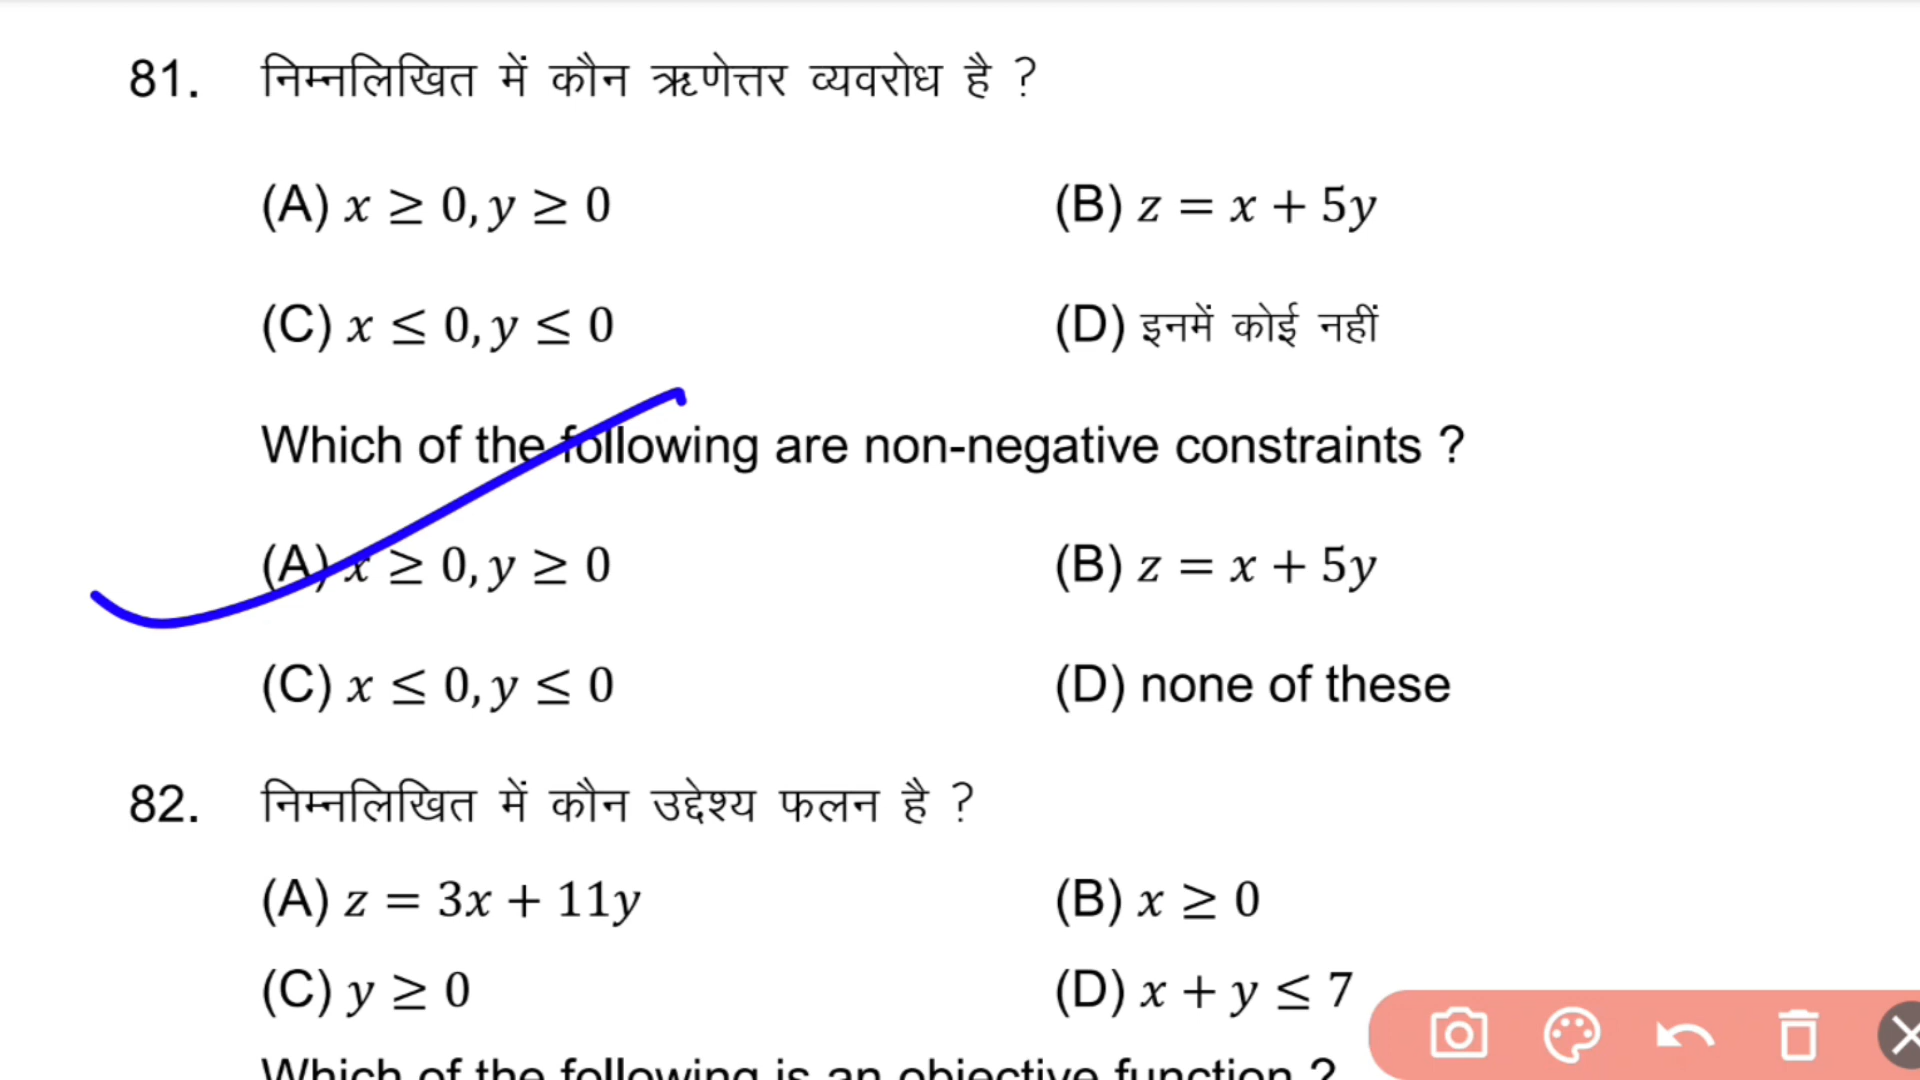 81. निम्नलिखित में कौन ऋणेत्तर व्यवरोध है ?
(A) x ≥ 0, y ≥ 0 (B) z = x + 5y
(C) x ≤ 0, y ≤ 0 (D) इनमें कोई नहीं
Which of the following are non-negative constraints ?
(A) x ≥ 0, y ≥ 0 (B) z = x + 5y
(C) x ≤ 0, y ≤ 0 (D) none of these
82. निम्नलिखित में कौन उद्देश्य फलन है ?
(A) z = 3x + 11y (B) x ≥ 0
(C) y ≥ 0 (D) x + y ≤ 7
Which of the following is an objective function ?